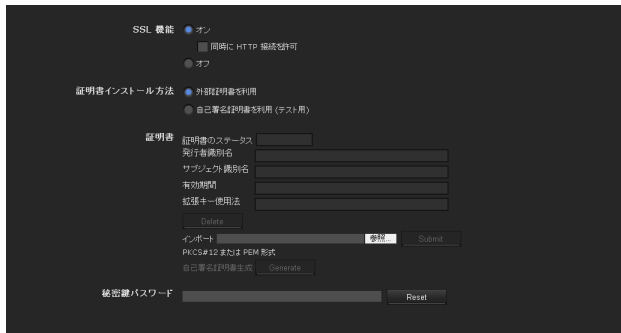 SSL 機能 オン
同時に HTTP 接続を許可
オフ
証明書インストール方法 外部証明書を利用
自己署名証明書を利用 (テスト用)
証明書 証明書のステータス
発行者識別名
サブジェクト識別名
有効期間
拡張キー使用法
Delete
インポート 参照... Submit
PKCS#12 または PEM 形式
自己署名証明書生成 Generate
秘密鍵パスワード Reset